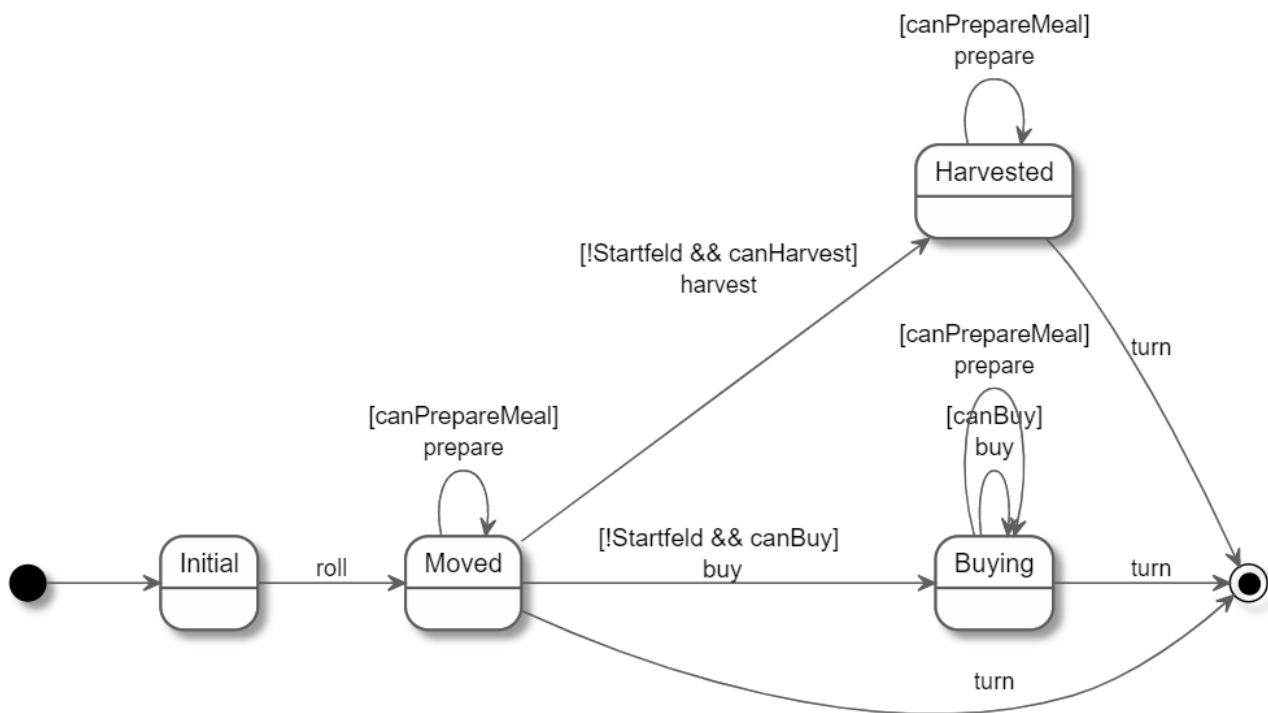 [canPrepareMeal]
prepare
Harvested
[!Startfeld && canHarvest]
harvest
[canPrepareMeal]
prepare
turn
[canPrepareMeal]
prepare
[canBuy]
buy
[!Startfeld && canBuy]
buy
Initial
roll
Moved
Buying
turn
turn